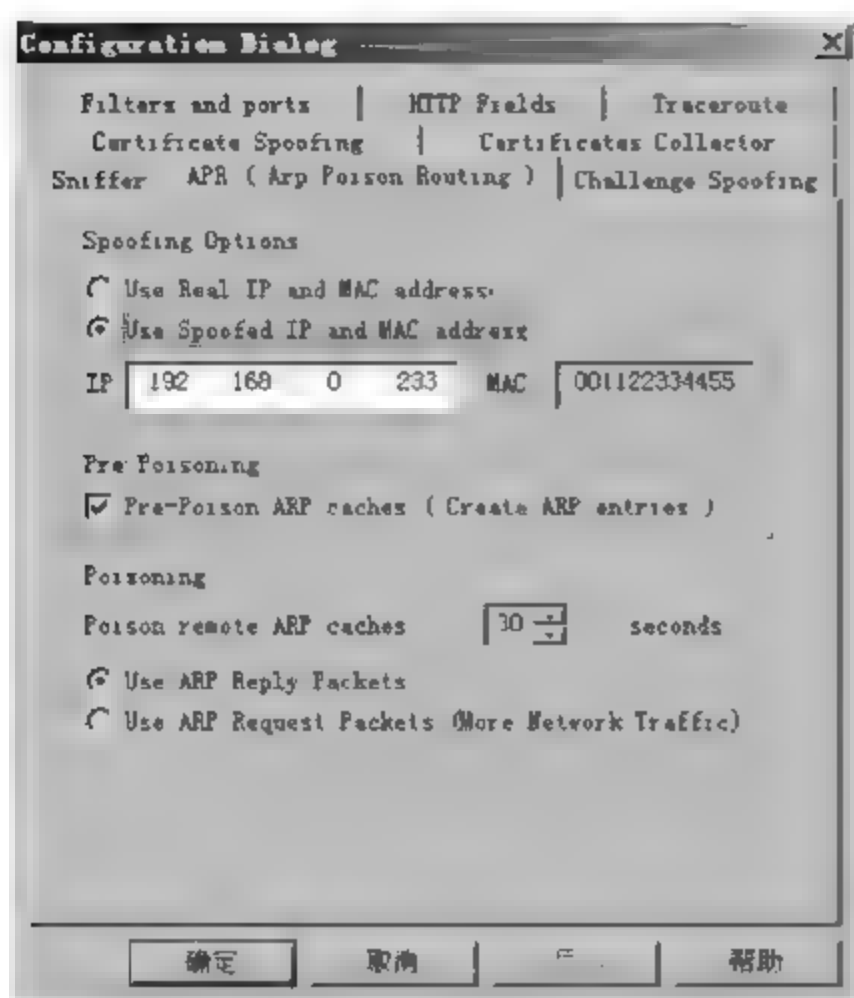 Configuration Dialog
Filters and ports | HTTP Fields | Traceroute
Certificate Spoofing | Certificates Collector
Sniffer APR ( Arp Poison Routing ) | Challenge Spoofing
Spoofing Options
Use Real IP and MAC address
Use Spoofed IP and MAC address
IP 192 168 0 MAC 001122334455
Pre Poisoning
Pre-Poison ARP caches ( Create ARP entries )
Poisoning
Poison remote ARP caches 30 seconds
Use ARP Reply Packets
Use ARP Request Packets (More Network Traffic)
确定 取消 帮助